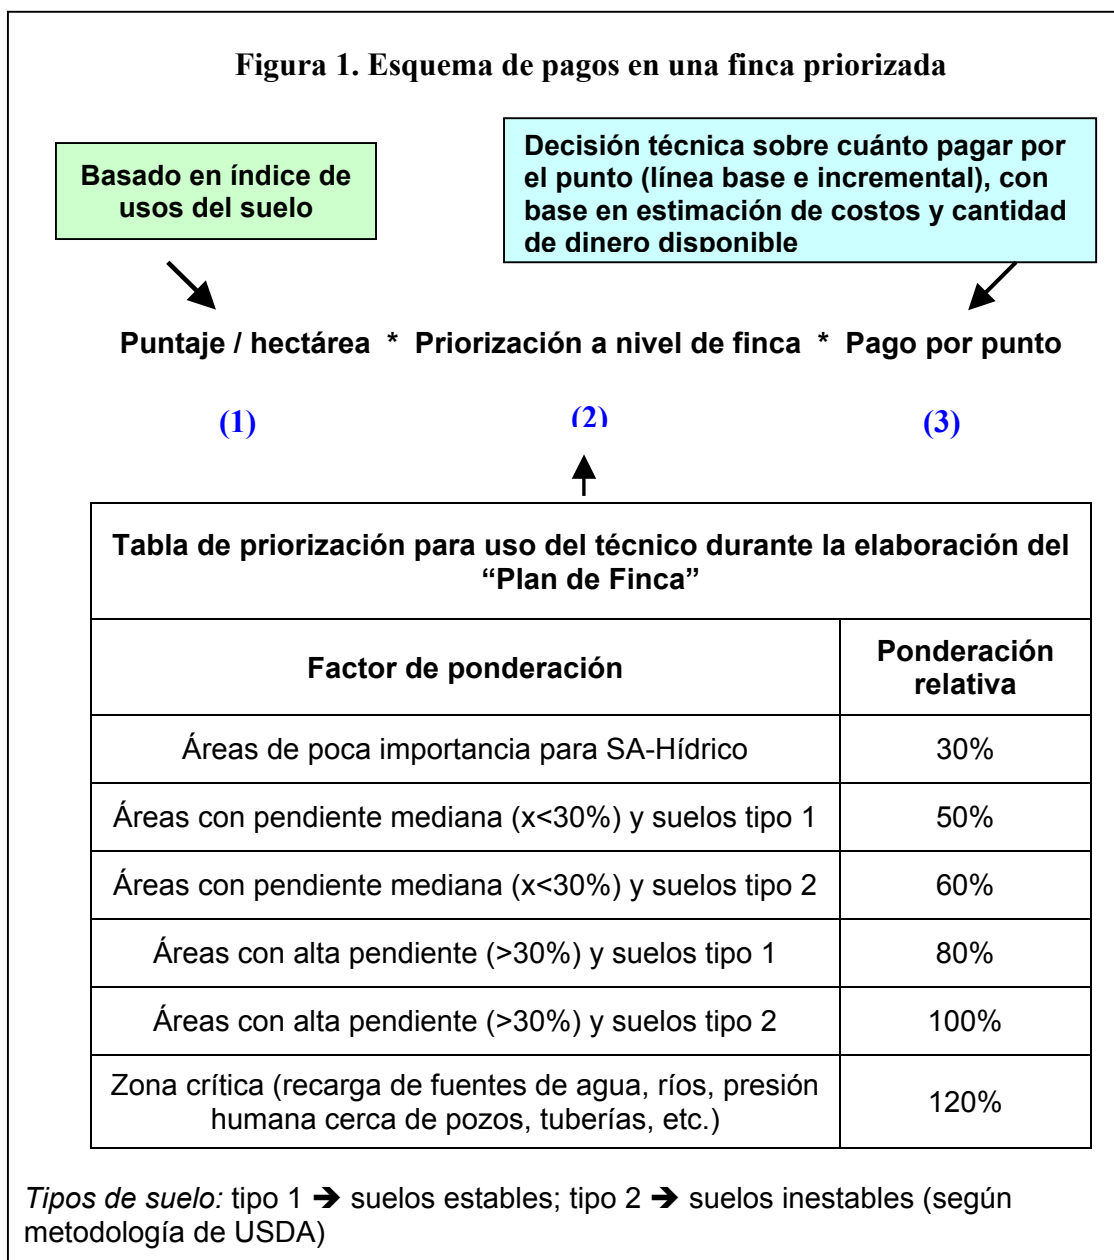 Figura 1. Esquema de pagos en una finca priorizada
Basado en índice de
usos del suelo
Decisión técnica sobre cuánto pagar por
el punto (línea base e incremental), con
base en estimación de costos y cantidad
de dinero disponible
Puntaje / hectárea * Priorización a nivel de finca * Pago por punto
(1) (2) (3)
Tabla de priorización para uso del técnico durante la elaboración del
“Plan de Finca”
Factor de ponderación
Ponderación
relativa
Áreas de poca importancia para SA-Hídrico 30%
Áreas con pendiente mediana (x<30%) y suelos tipo 1 50%
Áreas con pendiente mediana (x<30%) y suelos tipo 2 60%
Áreas con alta pendiente (>30%) y suelos tipo 1 80%
Áreas con alta pendiente (>30%) y suelos tipo 2 100%
Zona crítica (recarga de fuentes de agua, ríos, presión
humana cerca de pozos, tuberías, etc.)
120%
Tipos de suelo: tipo 1 ➔ suelos estables; tipo 2 ➔ suelos inestables (según
metodología de USDA)